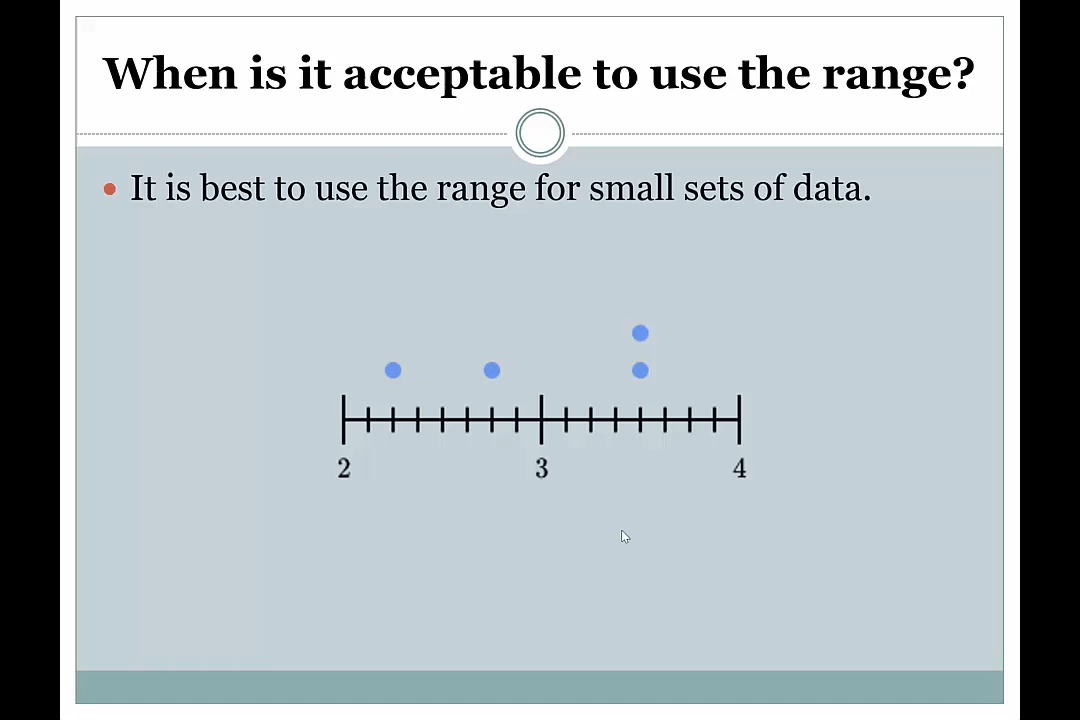 When is it acceptable to use the range?
• It is best to use the range for small sets of data.
2 3 4